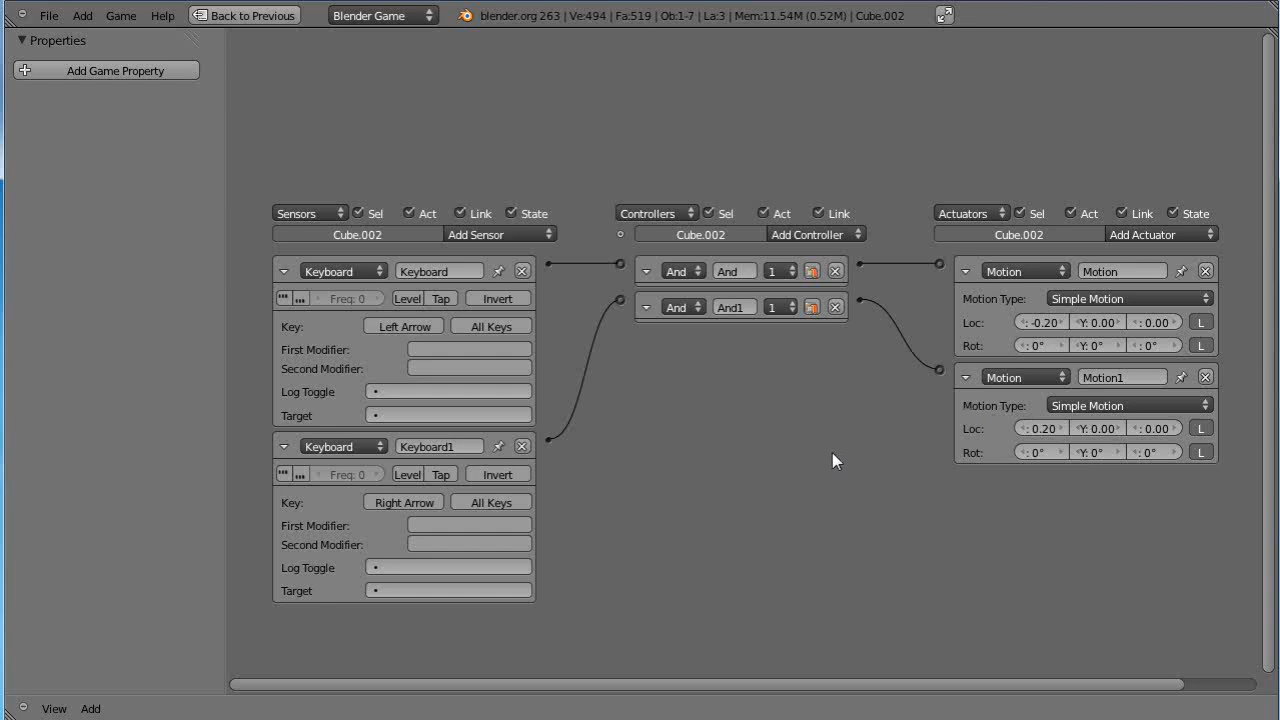 File Add Game Help Back to Previous Blender Game blender.org 263 | Ve:494 | Fa:519 | Ob:1-7 | La:3 | Mem:11.54M (0.52M) | Cube.002
Properties
Add Game Property
Sensors Sel Act Link State Controllers Sel Act Link Actuators Sel Act Link State
Cube.002 Add Sensor Cube.002 Add Controller Cube.002 Add Actuator
Keyboard Keyboard And And 1 Motion Motion
Freq: 0 Level Tap Invert Motion Type: Simple Motion
And And1 1
Key: Left Arrow All Keys Loc: : -0.20 Y: 0.00 : 0.00 L
First Modifier: Rot: : 0° Y: 0° : 0° L
Second Modifier: Motion Motion1
Log Toggle Motion Type: Simple Motion
Target Loc: : 0.20 Y: 0.00 : 0.00 L
Keyboard Keyboard1 Rot: : 0° Y: 0° : 0° L
Freq: 0 Level Tap Invert
Key: Right Arrow All Keys
First Modifier:
Second Modifier:
Log Toggle
Target
View Add